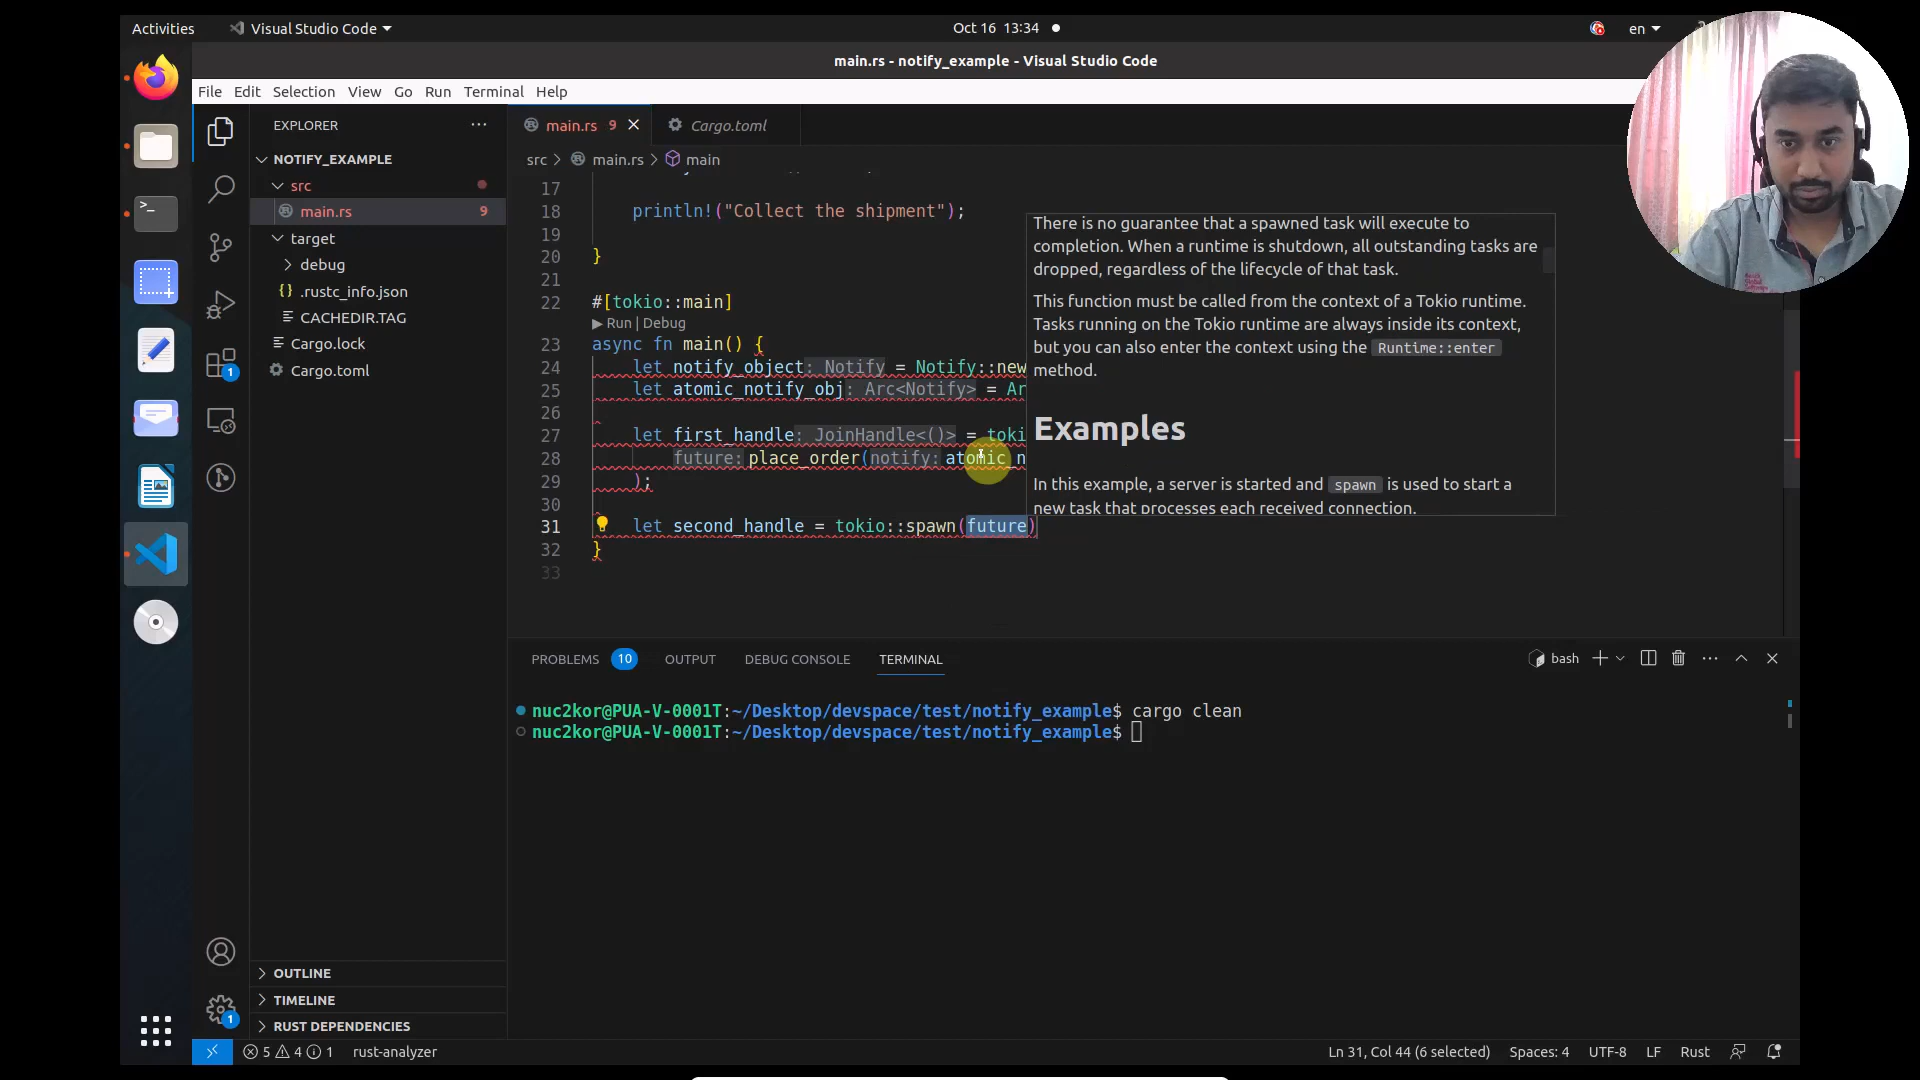 Activities
Visual Studio Code
Oct 16 13:34
en
main.rs - notify_example - Visual Studio Code
File Edit Selection View Go Run Terminal Help
EXPLORER
main.rs 9
Cargo.toml
NOTIFY_EXAMPLE
src > main.rs > main
src
main.rs 9
target
debug
.rustc_info.json
CACHEDIR.TAG
Cargo.lock
Cargo.toml
1
17
18 println!("Collect the shipment");
19
20 }
21
22 #[tokio::main]
Run | Debug
23 async fn main() {
24 let notify_object: Notify = Notify::new
25 let atomic_notify_obj: Arc<Notify> = Ar
26
27 let first_handle: JoinHandle<()> = toki
28 future: place_order(notify: atomic_n
29 );
30
31 let second_handle = tokio::spawn(future)
32 }
33
There is no guarantee that a spawned task will execute to
completion. When a runtime is shutdown, all outstanding tasks are
dropped, regardless of the lifecycle of that task.
This function must be called from the context of a Tokio runtime.
Tasks running on the Tokio runtime are always inside its context,
but you can also enter the context using the Runtime::enter
method.
Examples
In this example, a server is started and spawn is used to start a
new task that processes each received connection.
PROBLEMS 10 OUTPUT DEBUG CONSOLE TERMINAL
bash
nuc2kor@PUA-V-0001T:~/Desktop/devspace/test/notify_example$ cargo clean
nuc2kor@PUA-V-0001T:~/Desktop/devspace/test/notify_example$
OUTLINE
TIMELINE
RUST DEPENDENCIES
1
5 4 1 rust-analyzer
Ln 31, Col 44 (6 selected) Spaces: 4 UTF-8 LF Rust